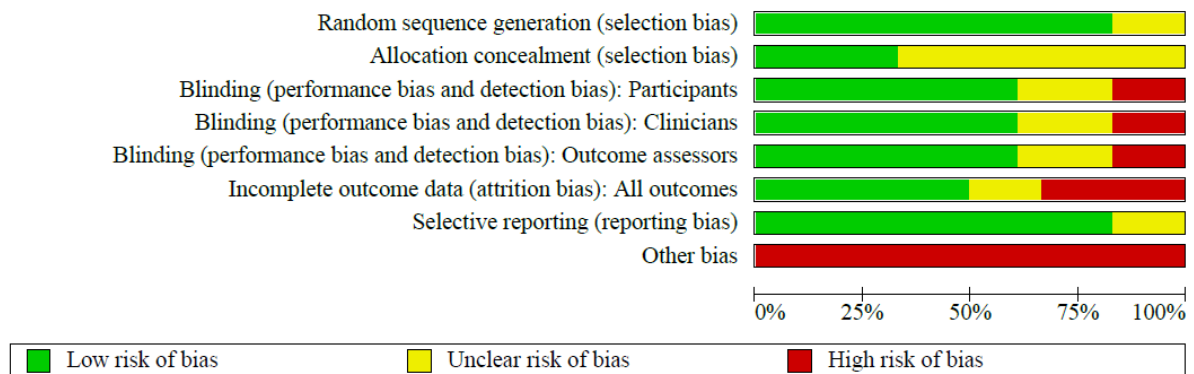 Random sequence generation (selection bias)
Allocation concealment (selection bias)
Blinding (performance bias and detection bias): Participants
Blinding (performance bias and detection bias): Clinicians
Blinding (performance bias and detection bias): Outcome assessors
Incomplete outcome data (attrition bias): All outcomes
Selective reporting (reporting bias)
Other bias
0% 25% 50% 75% 100%
Low risk of bias Unclear risk of bias High risk of bias